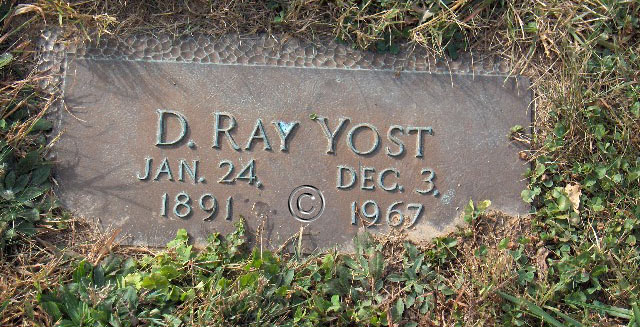 D. RAY YOST
JAN. 24, DEC. 3,
1891 © 1967